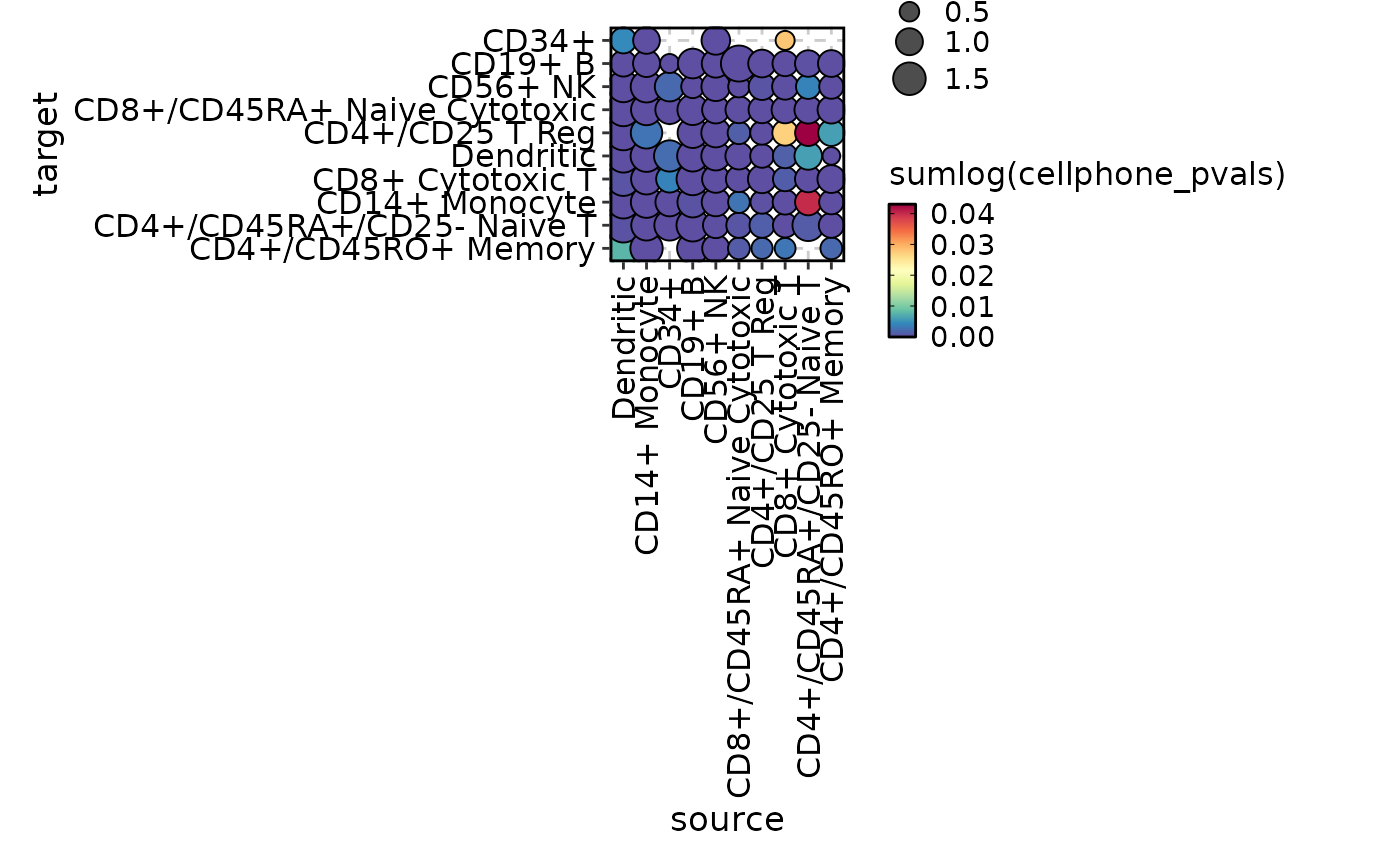 target
CD34+
CD19+ B
CD56+ NK
CD8+/CD45RA+ Naive Cytotoxic
CD4+/CD25 T Reg
Dendritic
CD8+ Cytotoxic T
CD14+ Monocyte
CD4+/CD45RA+/CD25- Naive T
CD4+/CD45RO+ Memory
Dendritic
CD14+ Monocyte
CD34+
CD19+ B
CD56+ NK
CD8+/CD45RA+ Naive Cytotoxic
CD4+/CD25 T Reg
CD8+ Cytotoxic T
CD4+/CD45RA+/CD25- Naive T
CD4+/CD45RO+ Memory
source
0.5
1.0
1.5
sumlog(cellphone_pvals)
0.04
0.03
0.02
0.01
0.00